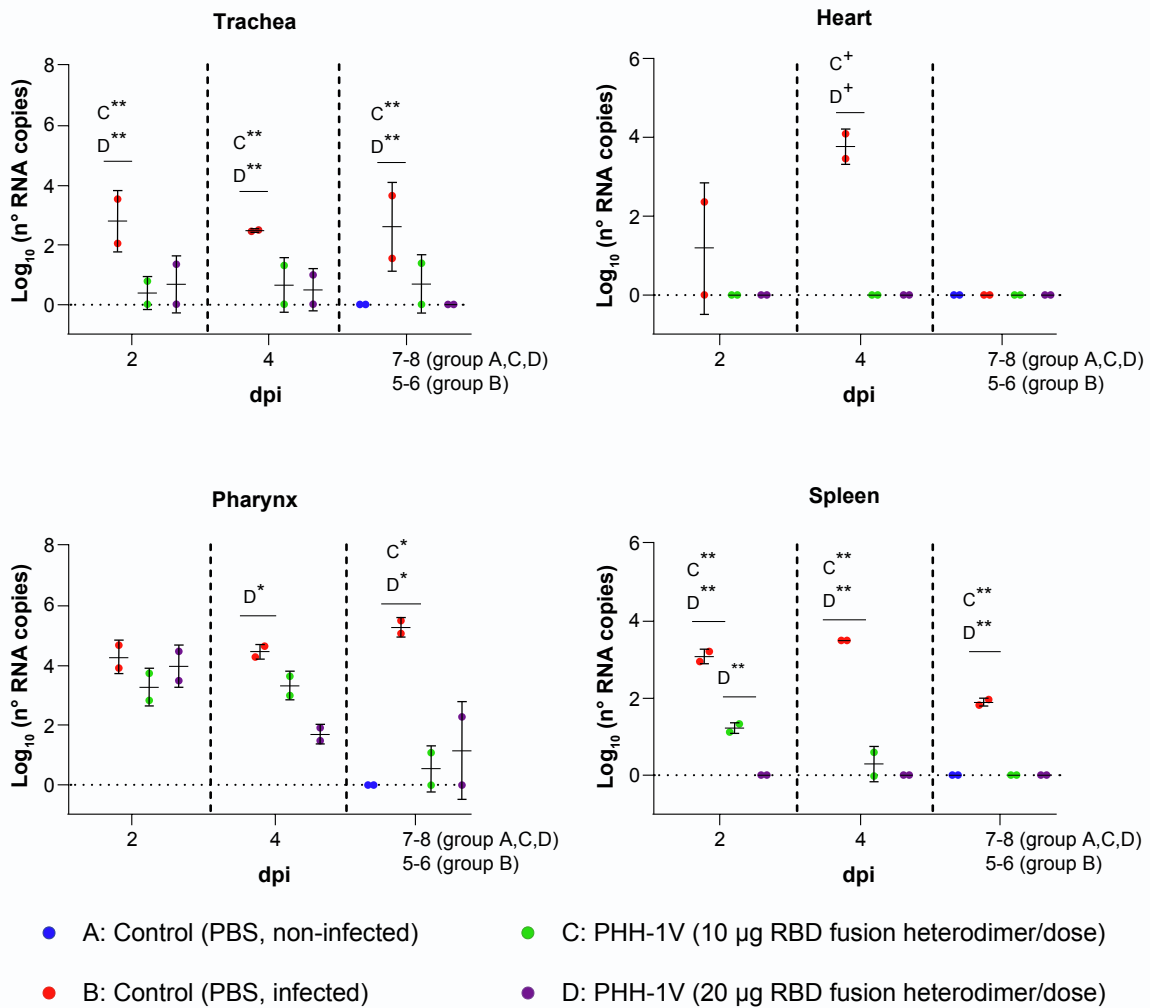 Trachea
Log10 (n° RNA copies)
8
6
4
2
0
C**
D**
C**
D**
C**
D**
2
4
7-8 (group A,C,D)
5-6 (group B)
dpi
Heart
Log10 (n° RNA copies)
6
4
2
0
C+
D+
2
4
7-8 (group A,C,D)
5-6 (group B)
dpi
Pharynx
Log10 (n° RNA copies)
8
6
4
2
0
D*
C*
D*
2
4
7-8 (group A,C,D)
5-6 (group B)
dpi
Spleen
Log10 (n° RNA copies)
6
4
2
0
C**
D**
D**
C**
D**
C**
D**
2
4
7-8 (group A,C,D)
5-6 (group B)
dpi
A: Control (PBS, non-infected)
C: PHH-1V (10 µg RBD fusion heterodimer/dose)
B: Control (PBS, infected)
D: PHH-1V (20 µg RBD fusion heterodimer/dose)